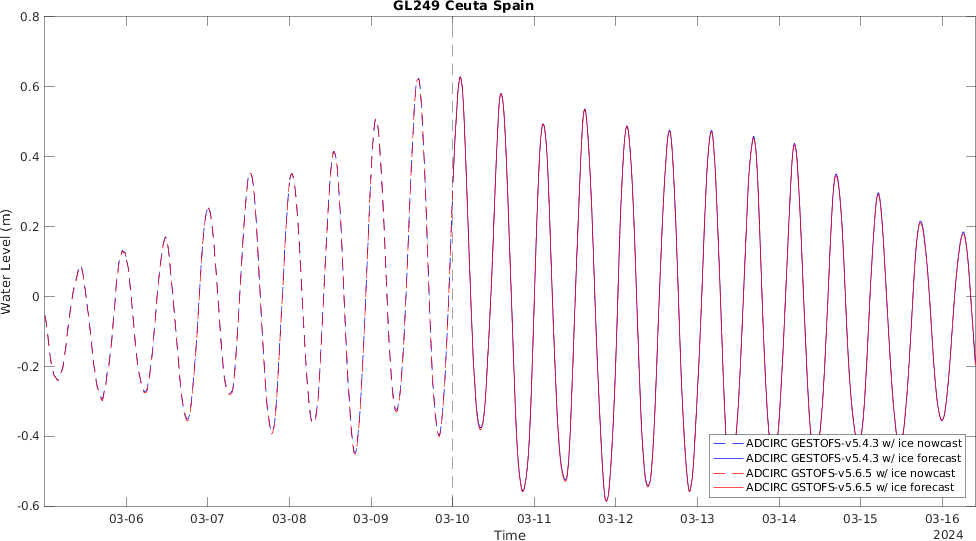 GL249 Ceuta Spain
Water Level (m)
0.8
0.6
0.4
0.2
0
-0.2
-0.4
-0.6
ADCIRC GESTOFS-v5.4.3 w/ ice nowcast
ADCIRC GESTOFS-v5.4.3 w/ ice forecast
ADCIRC GSTOFS-v5.6.5 w/ ice nowcast
ADCIRC GSTOFS-v5.6.5 w/ ice forecast
03-06 03-07 03-08 03-09 03-10 03-11 03-12 03-13 03-14 03-15 03-16
Time
2024